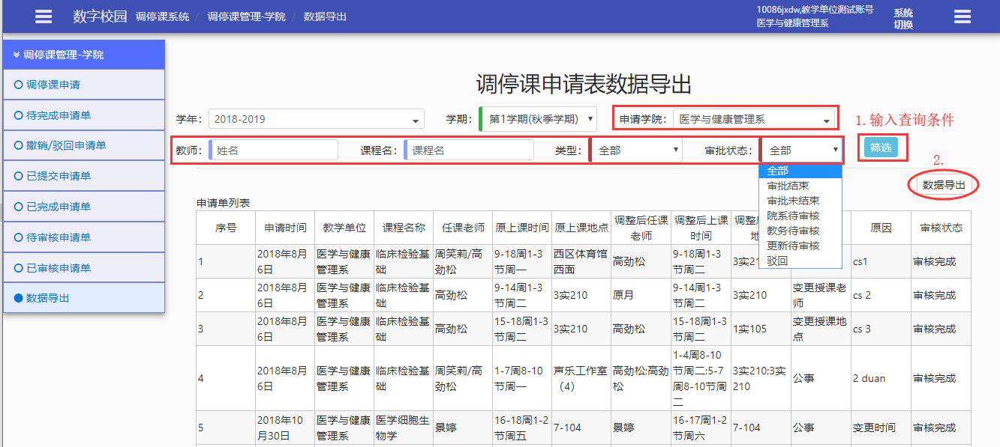 数字校园 调停课系统 / 调停课管理-学院 / 数据导出
10086jxdw,教学单位测试账号
医学与健康管理系
系统
切换
调停课管理-学院
调停课申请
待完成申请单
撤销/驳回申请单
已提交申请单
已完成申请单
待审核申请单
已审核申请单
数据导出
调停课申请表数据导出
学年： 2018-2019 学期： 第1学期(秋季学期) 申请学院： 医学与健康管理系
1. 输入查询条件
教师： 姓名 课程名： 课程名 类型： 全部 审批状态： 全部 筛选
2.
数据导出
全部
审批结束
审批未结束
院系待审核
教务待审核
更新待审核
驳回
申请单列表
序号 申请时间 教学单位 课程名称 任课老师 原上课时间 原上课地点 调整后任课老师 调整后上课时间 原因 审核状态
1 2018年8月6日 医学与健康管理系 临床检验基础 周笑莉/高劲松 9-18周1-3节周一 西区体育馆西面 高劲松 9-18周1-3节周二 cs1 审核完成
2 2018年8月6日 医学与健康管理系 临床检验基础 高劲松 9-14周1-3节周二 3实210 原月 9-14周1-3节周二 3实210 变更授课老师 cs 2 审核完成
3 2018年8月6日 医学与健康管理系 临床检验基础 高劲松 15-18周1-3节周二 3实210 高劲松 15-18周1-3节周二 1实105 变更授课地点 cs 3 审核完成
4 2018年8月6日 医学与健康管理系 临床检验基础 周笑莉/高劲松 1-7周8-10节周一 声乐工作室（4） 高劲松;高劲松 1-4周8-10节周二;5-7周8-10节周二 3实210;3实210 公事 2 duan 审核完成
5 2018年10月30日 医学与健康管理系 医学细胞生物学 景婷 16-18周1-2节周五 7-104 景婷 16-17周1-2节周六 7-104 公事 变更时间 审核完成